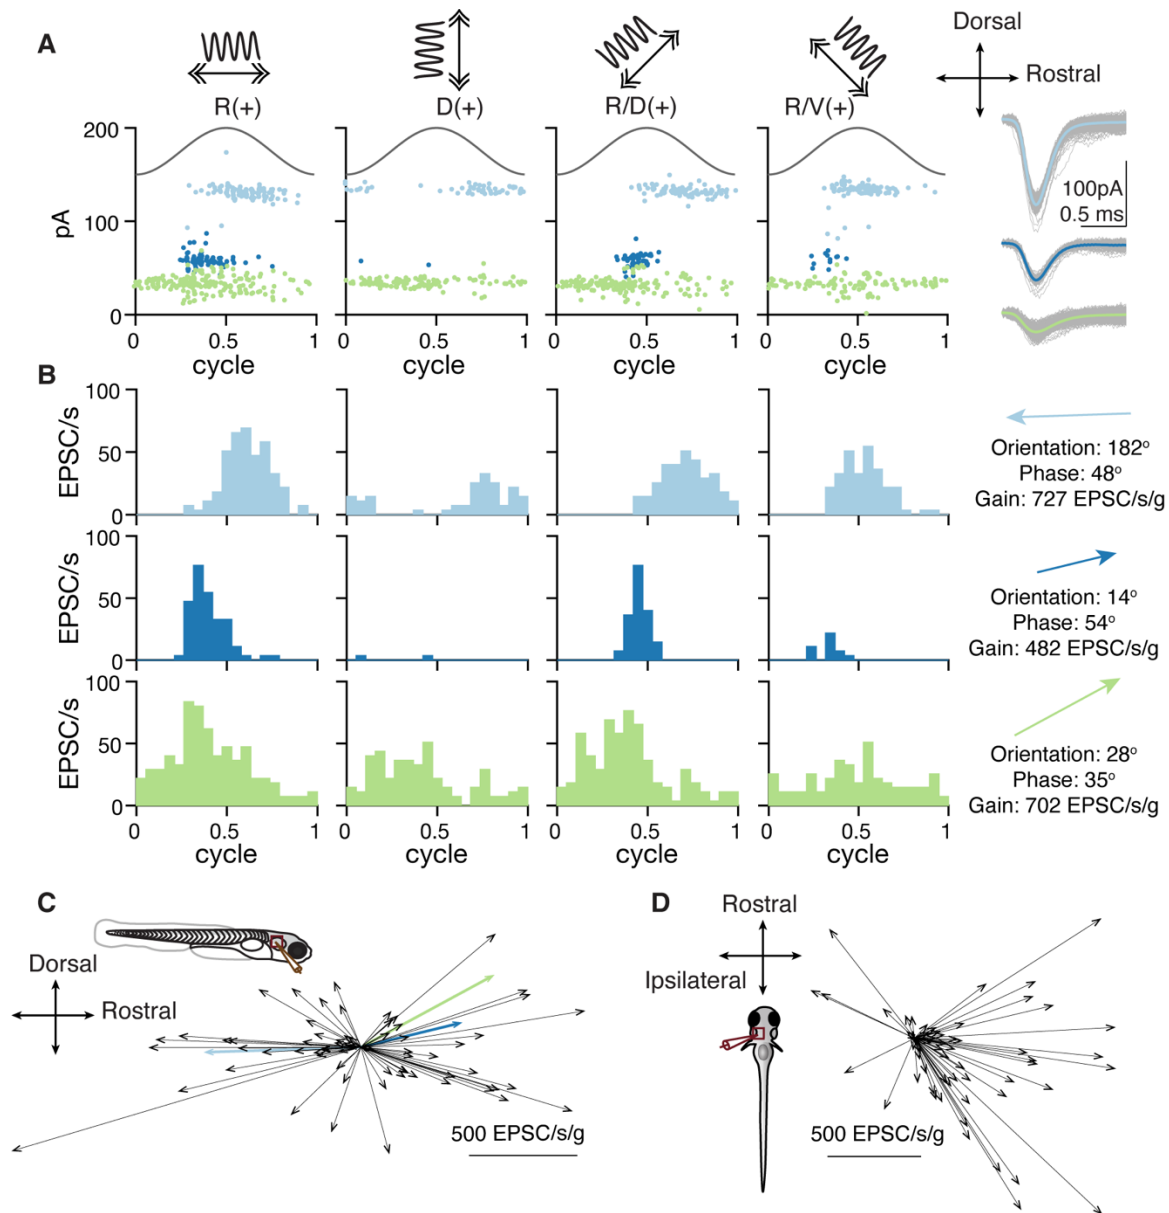 A
R(+)
D(+)
R/D(+)
R/V(+)
Dorsal
Rostral
200
100
0
pA
0 0.5 1
0 0.5 1
0 0.5 1
0 0.5 1
cycle
cycle
cycle
cycle
100pA
0.5 ms
B
100
50
0
EPSC/s
Orientation: 182°
Phase: 48°
Gain: 727 EPSC/s/g
100
50
0
EPSC/s
Orientation: 14°
Phase: 54°
Gain: 482 EPSC/s/g
100
50
0
EPSC/s
Orientation: 28°
Phase: 35°
Gain: 702 EPSC/s/g
0 0.5 1
0 0.5 1
0 0.5 1
0 0.5 1
cycle
cycle
cycle
cycle
C
Dorsal
Rostral
500 EPSC/s/g
D
Rostral
Ipsilateral
500 EPSC/s/g